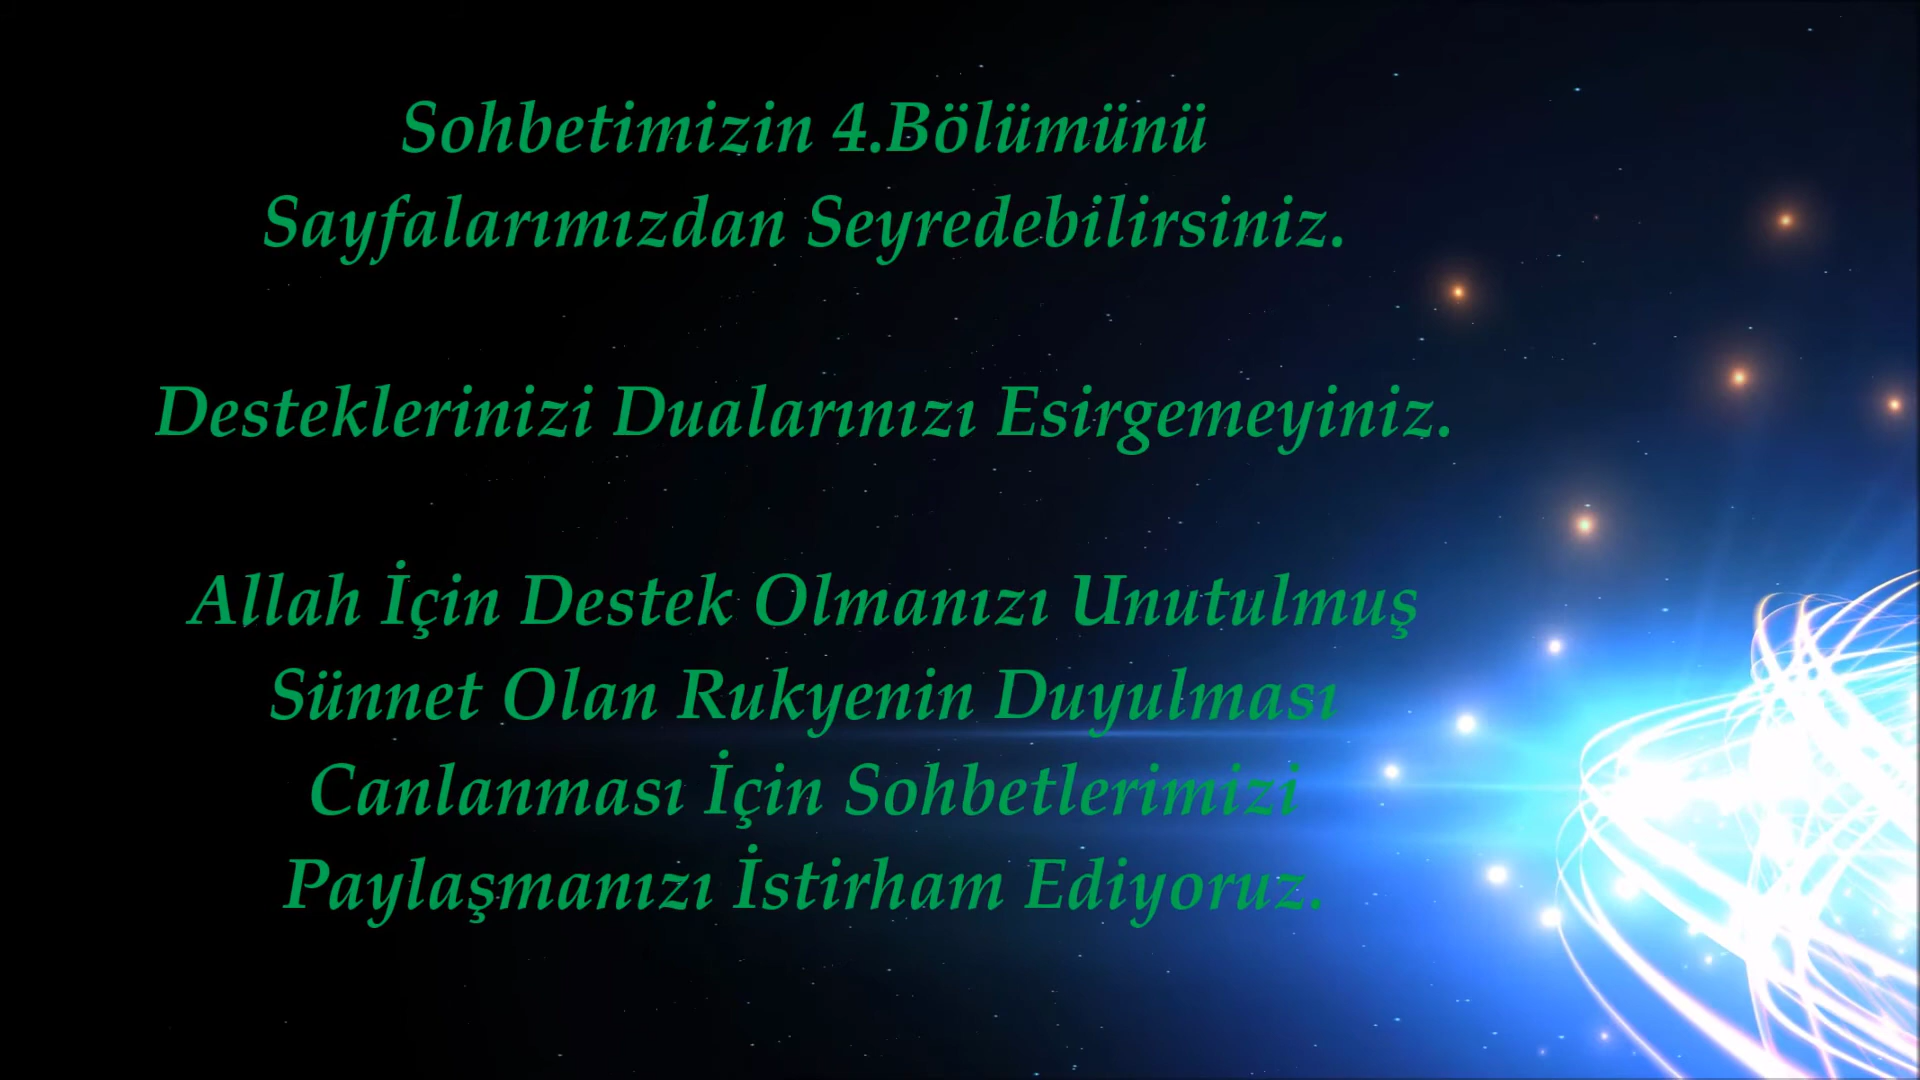 Sohbetimizin 4.Bölümünü
Sayfalarımızdan Seyredebilirsiniz.
Desteklerinizi Dualarınızı Esirgemeyiniz.
Allah İçin Destek Olmanızı Unutulmuş
Sünnet Olan Rukyenin Duyulması
Canlanması İçin Sohbetlerimizi
Paylaşmanızı İstirham Ediyoruz.